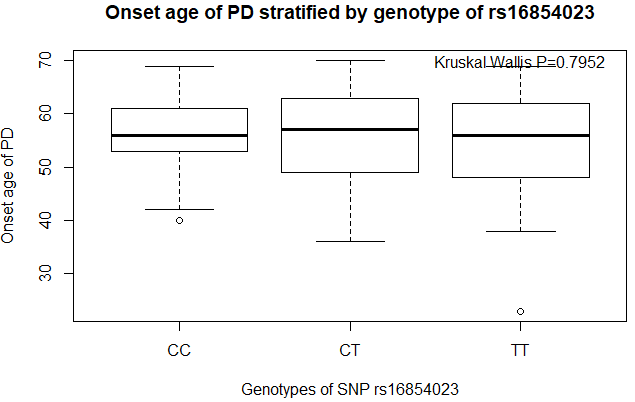 Onset age of PD stratified by genotype of rs16854023
Kruskal Wallis P=0.7952
Onset age of PD
70
60
50
40
30
CC CT TT
Genotypes of SNP rs16854023